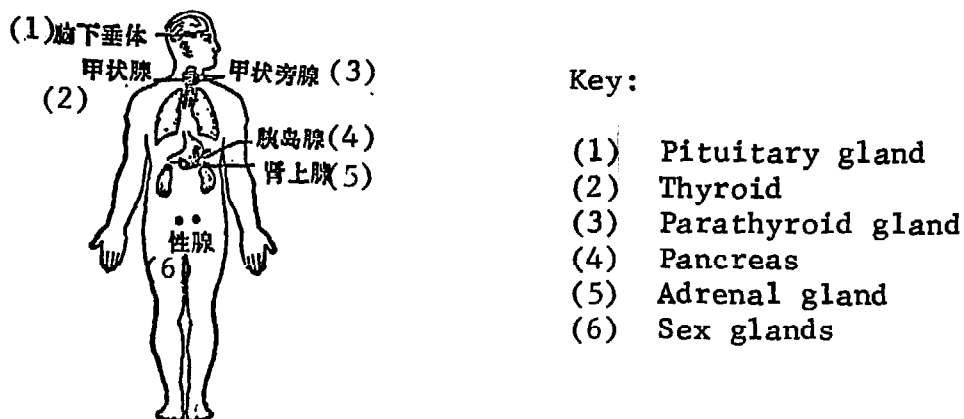 (1)脑下垂体
甲状腺 甲状旁腺(3)
(2)
胰岛腺(4)
肾上腺(5)
性腺
(6)
Key:
(1) Pituitary gland
(2) Thyroid
(3) Parathyroid gland
(4) Pancreas
(5) Adrenal gland
(6) Sex glands